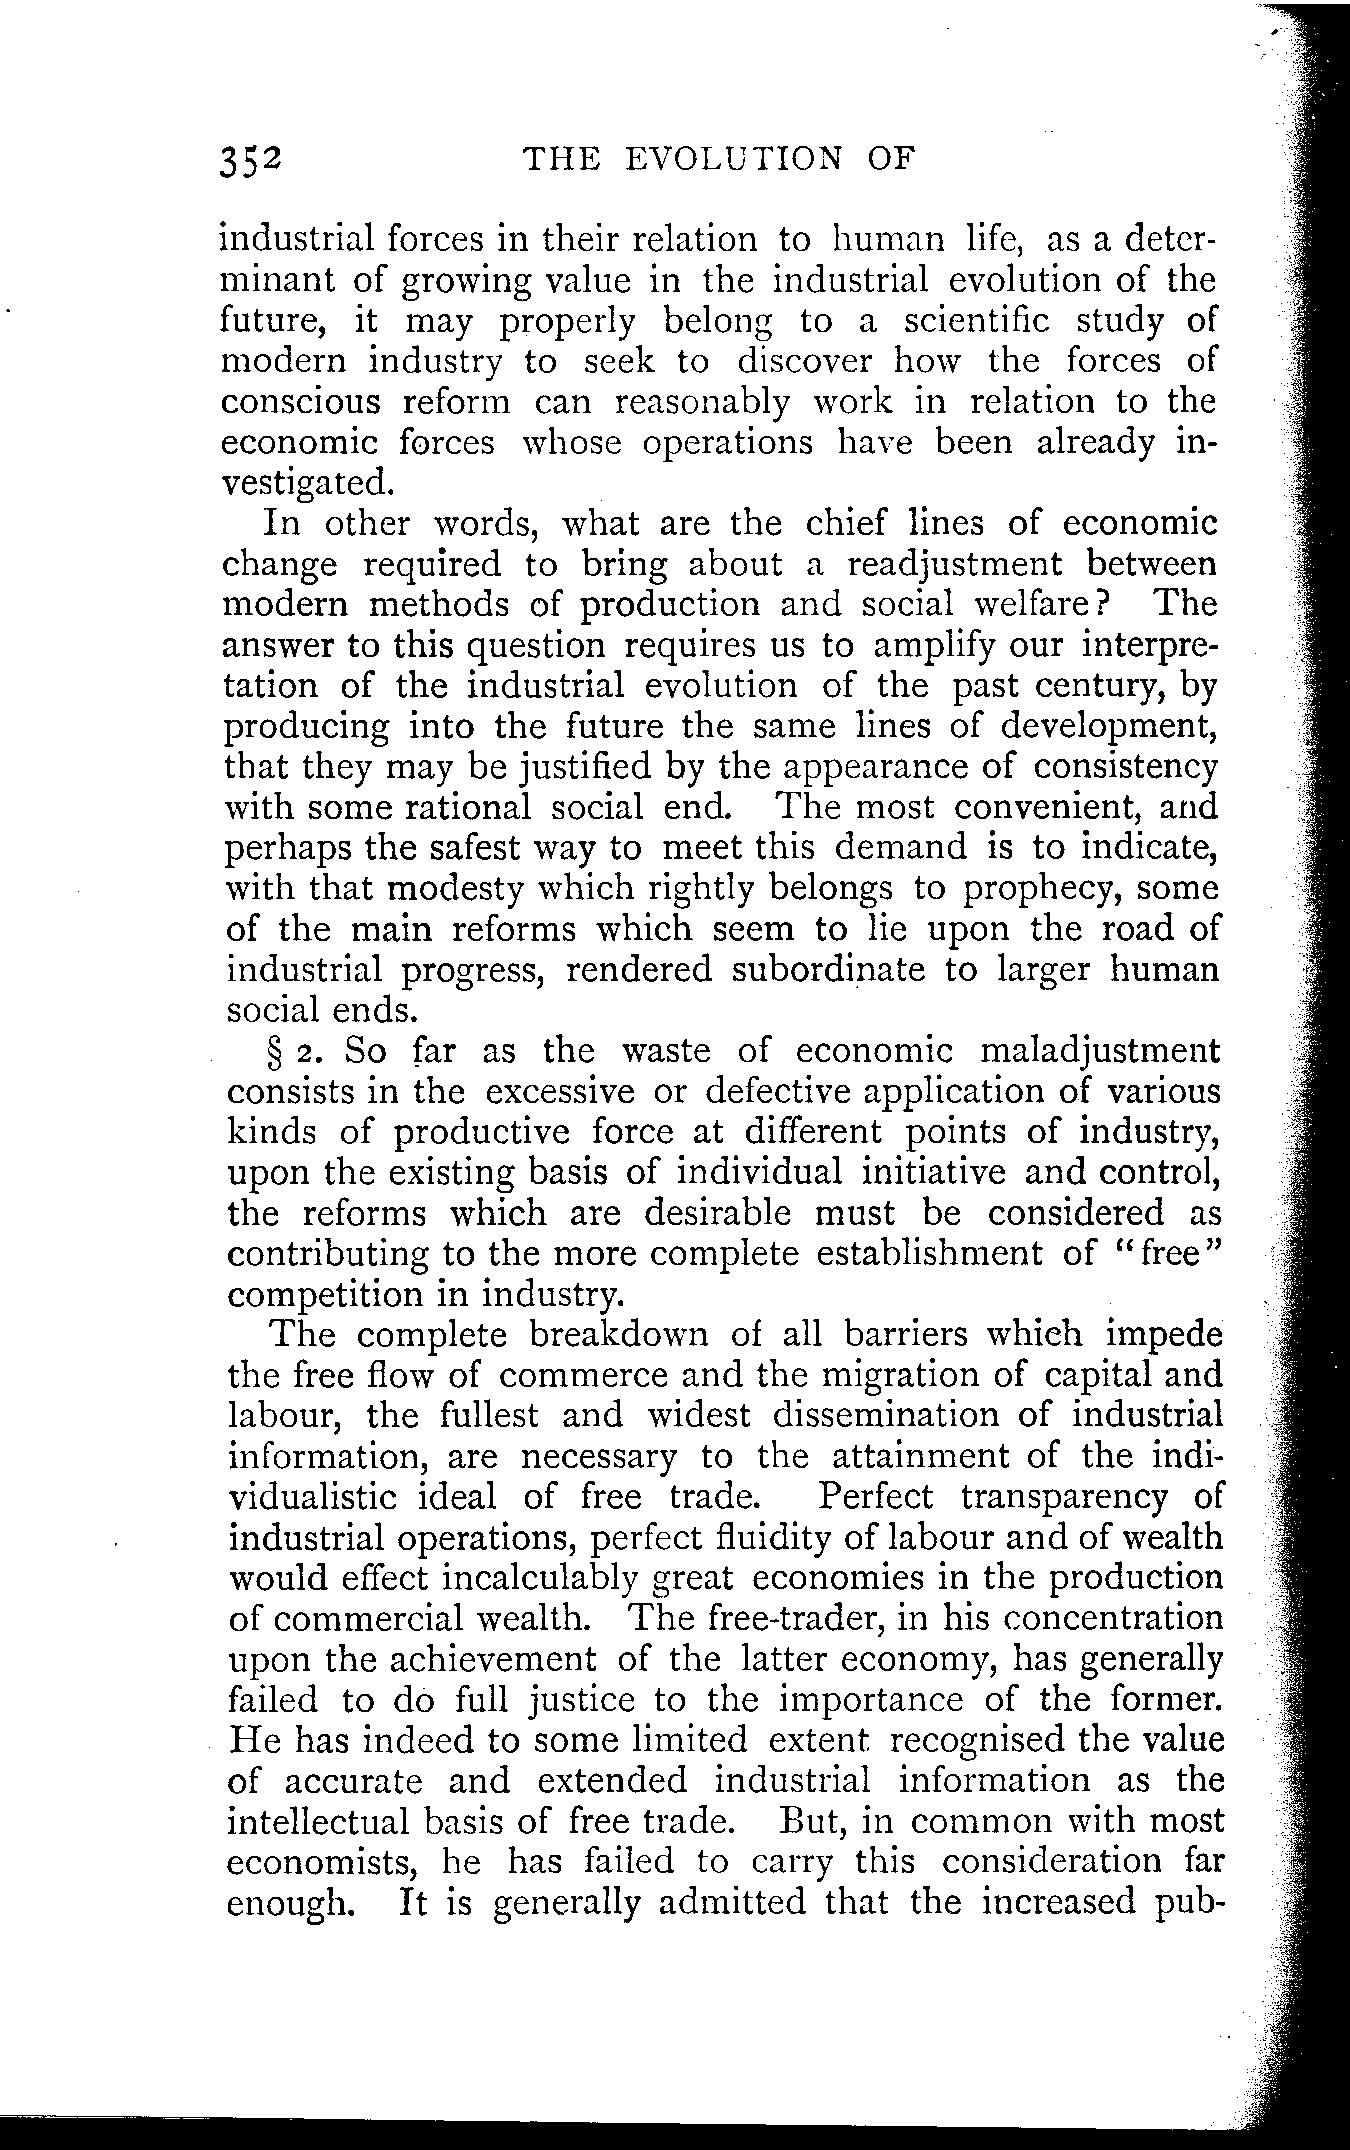 352 THE EVOLUTION OF
industrial forces in their relation to human life, as a deter-
minant of growing value in the industrial evolution of the
future, it may properly belong to a scientific study of
modern industry to seek to discover how the forces of
conscious reform can reasonably work in relation to the
economic forces whose operations have been already in-
vestigated.
In other words, what are the chief lines of economic
change required to bring about a readjustment between
modern methods of production and social welfare? The
answer to this question requires us to amplify our interpre-
tation of the industrial evolution of the past century, by
producing into the future the same lines of development,
that they may be justified by the appearance of consistency
with some rational social end. The most convenient, and
perhaps the safest way to meet this demand is to indicate,
with that modesty which rightly belongs to prophecy, some
of the main reforms which seem to lie upon the road of
industrial progress, rendered subordinate to larger human
social ends.
§ 2. So far as the waste of economic maladjustment
consists in the excessive or defective application of various
kinds of productive force at different points of industry,
upon the existing basis of individual initiative and control,
the reforms which are desirable must be considered as
contributing to the more complete establishment of "free"
competition in industry.
The complete breakdown of all barriers which impede
the free flow of commerce and the migration of capital and
labour, the fullest and widest dissemination of industrial
information, are necessary to the attainment of the indi-
vidualistic ideal of free trade. Perfect transparency of
industrial operations, perfect fluidity of labour and of wealth
would effect incalculably great economies in the production
of commercial wealth. The free-trader, in his concentration
upon the achievement of the latter economy, has generally
failed to do full justice to the importance of the former.
He has indeed to some limited extent recognised the value
of accurate and extended industrial information as the
intellectual basis of free trade. But, in common with most
economists, he has failed to carry this consideration far
enough. It is generally admitted that the increased pub-